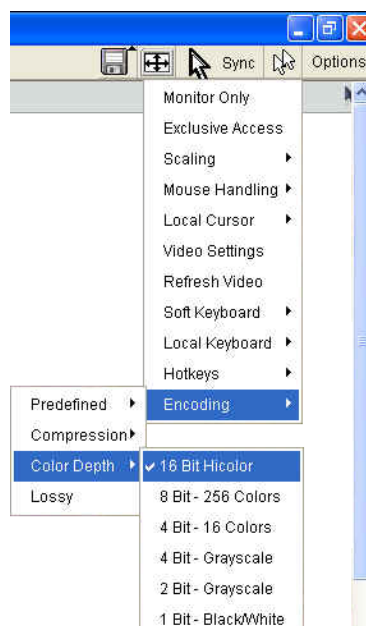 Sync Options
Monitor Only
Exclusive Access
Scaling
Mouse Handling
Local Cursor
Video Settings
Refresh Video
Soft Keyboard
Local Keyboard
Hotkeys
Encoding
Predefined
Compression
Color Depth
Lossy
16 Bit Hicolor
8 Bit - 256 Colors
4 Bit - 16 Colors
4 Bit - Grayscale
2 Bit - Grayscale
1 Bit - Black/White